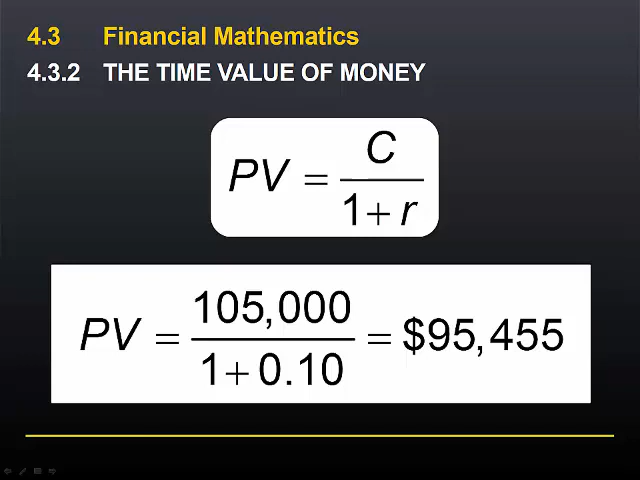 4.3 Financial Mathematics
4.3.2 THE TIME VALUE OF MONEY
PV = C / 1 + r
PV = 105,000 / 1 + 0.10 = $95,455